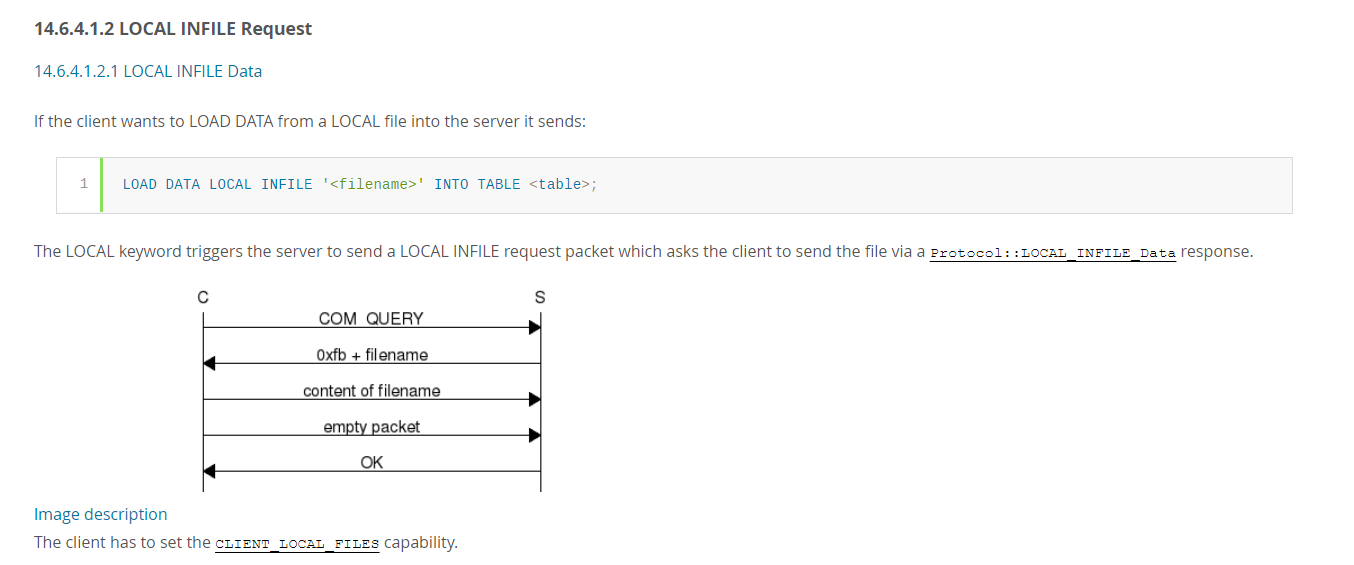 14.6.4.1.2 LOCAL INFILE Request
14.6.4.1.2.1 LOCAL INFILE Data
If the client wants to LOAD DATA from a LOCAL file into the server it sends:
1 LOAD DATA LOCAL INFILE '<filename>' INTO TABLE <table>;
The LOCAL keyword triggers the server to send a LOCAL INFILE request packet which asks the client to send the file via a Protocol::LOCAL_INFILE_Data response.
C S
COM_QUERY
0xfb + filename
content of filename
empty packet
OK
Image description
The client has to set the CLIENT_LOCAL_FILES capability.